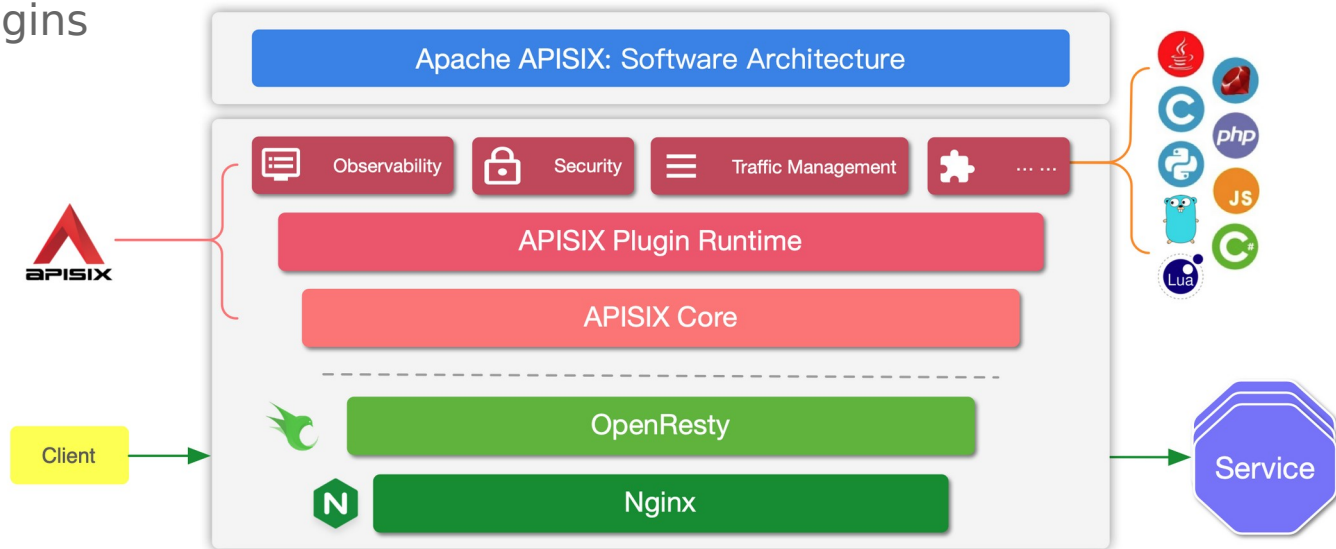 gins
Apache APISIX: Software Architecture
Observability
Security
Traffic Management
... ...
APISIX Plugin Runtime
APISIX Core
OpenResty
N
Nginx
APISIX
Client
Service
C
php
JS
C#
Lua